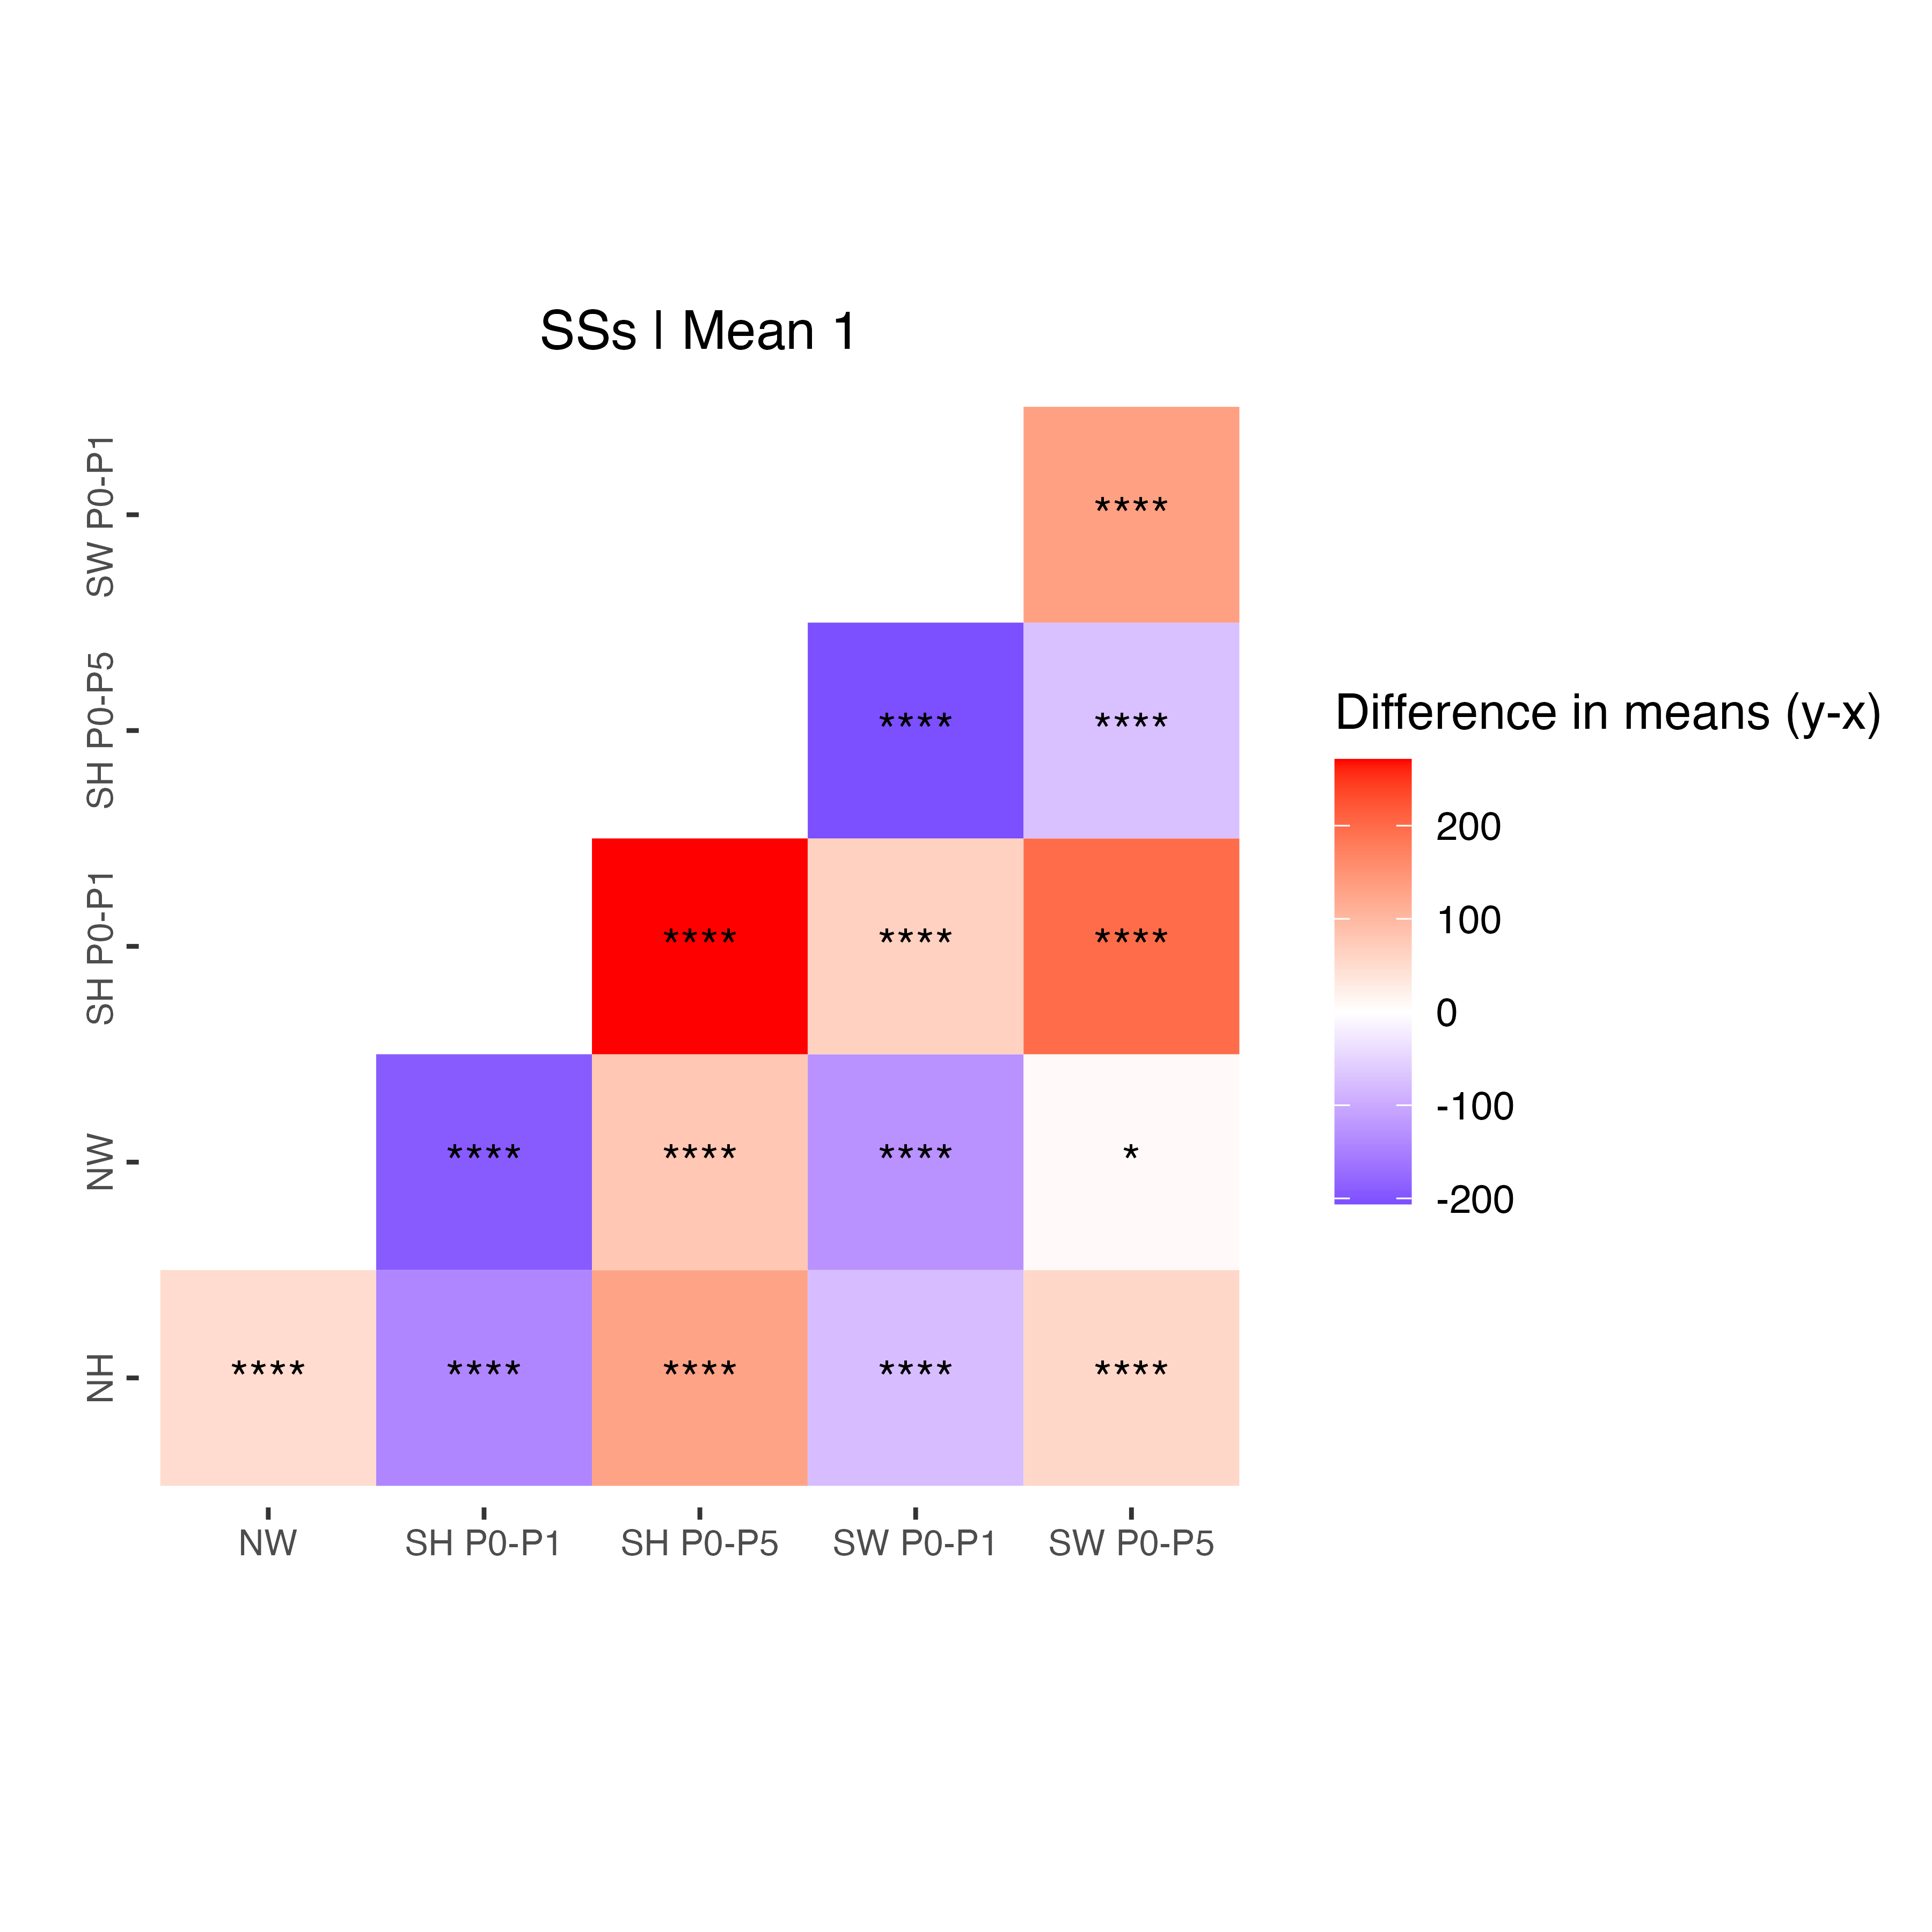 SSs | Mean 1
SW P0-P1
****
SH P0-P5
**** ****
SH P0-P1
**** **** ****
NW
**** **** **** *
NH
**** **** **** **** ****
NW SH P0-P1 SH P0-P5 SW P0-P1 SW P0-P5
Difference in means (y-x)
200
100
0
-100
-200